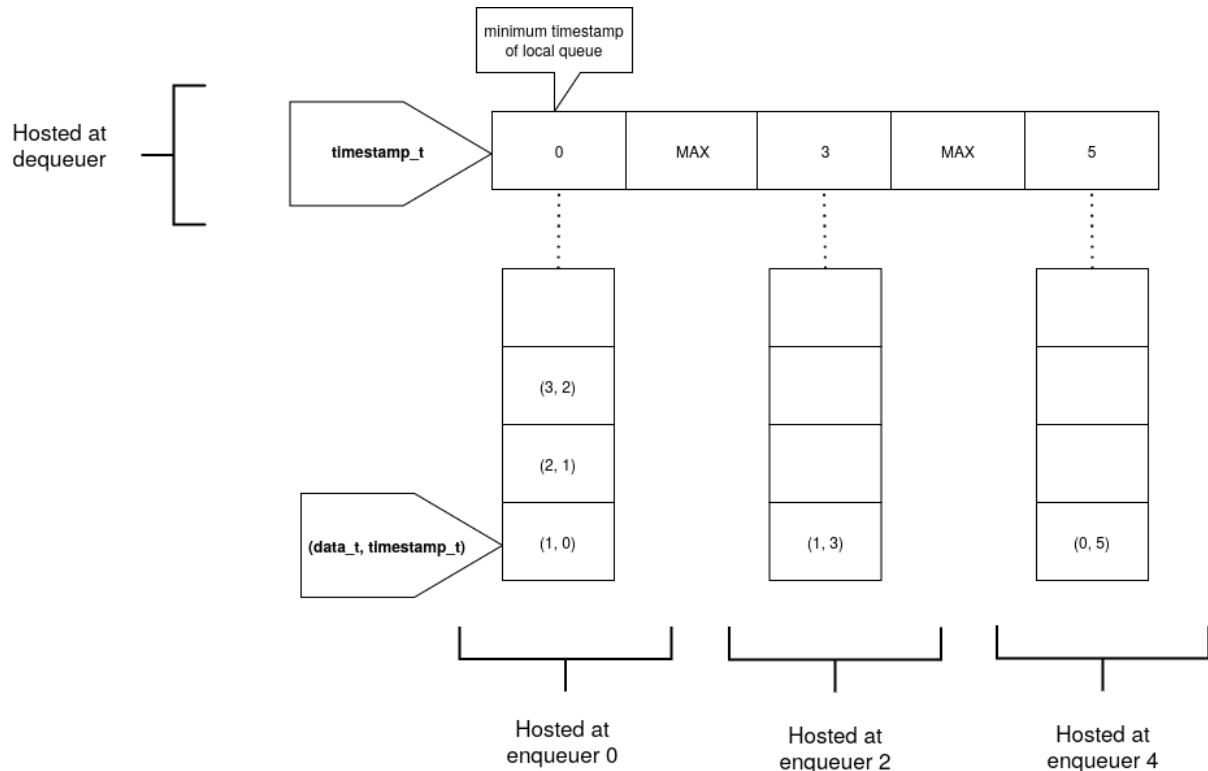 minimum timestamp
of local queue
Hosted at
dequeuer
timestamp_t
0
MAX
3
MAX
5
(3, 2)
(2, 1)
(data_t, timestamp_t)
(1, 0)
(1, 3)
(0, 5)
Hosted at
enqueuer 0
Hosted at
enqueuer 2
Hosted at
enqueuer 4